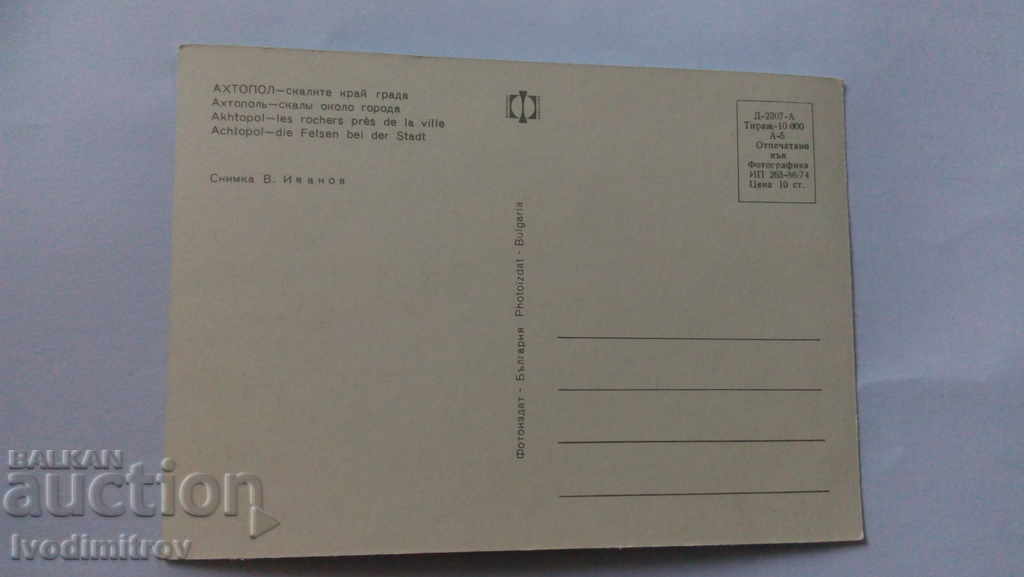 АХТОПОЛ—скалите край града
Ахтополь—скалы около города
Akhtopol—les rochers près de la ville
Achtopol—die Felsen bei der Stadt
Снимка В. Иванов
Фотоиздат - България Photoizdat - Bulgaria
Д-2307-А
Тираж-10 000
А-6
Отпечатано
във
Фотографика
ИП 263-86/74
Цена 10 ст.
BALKAN
auction
Ivodimitrov